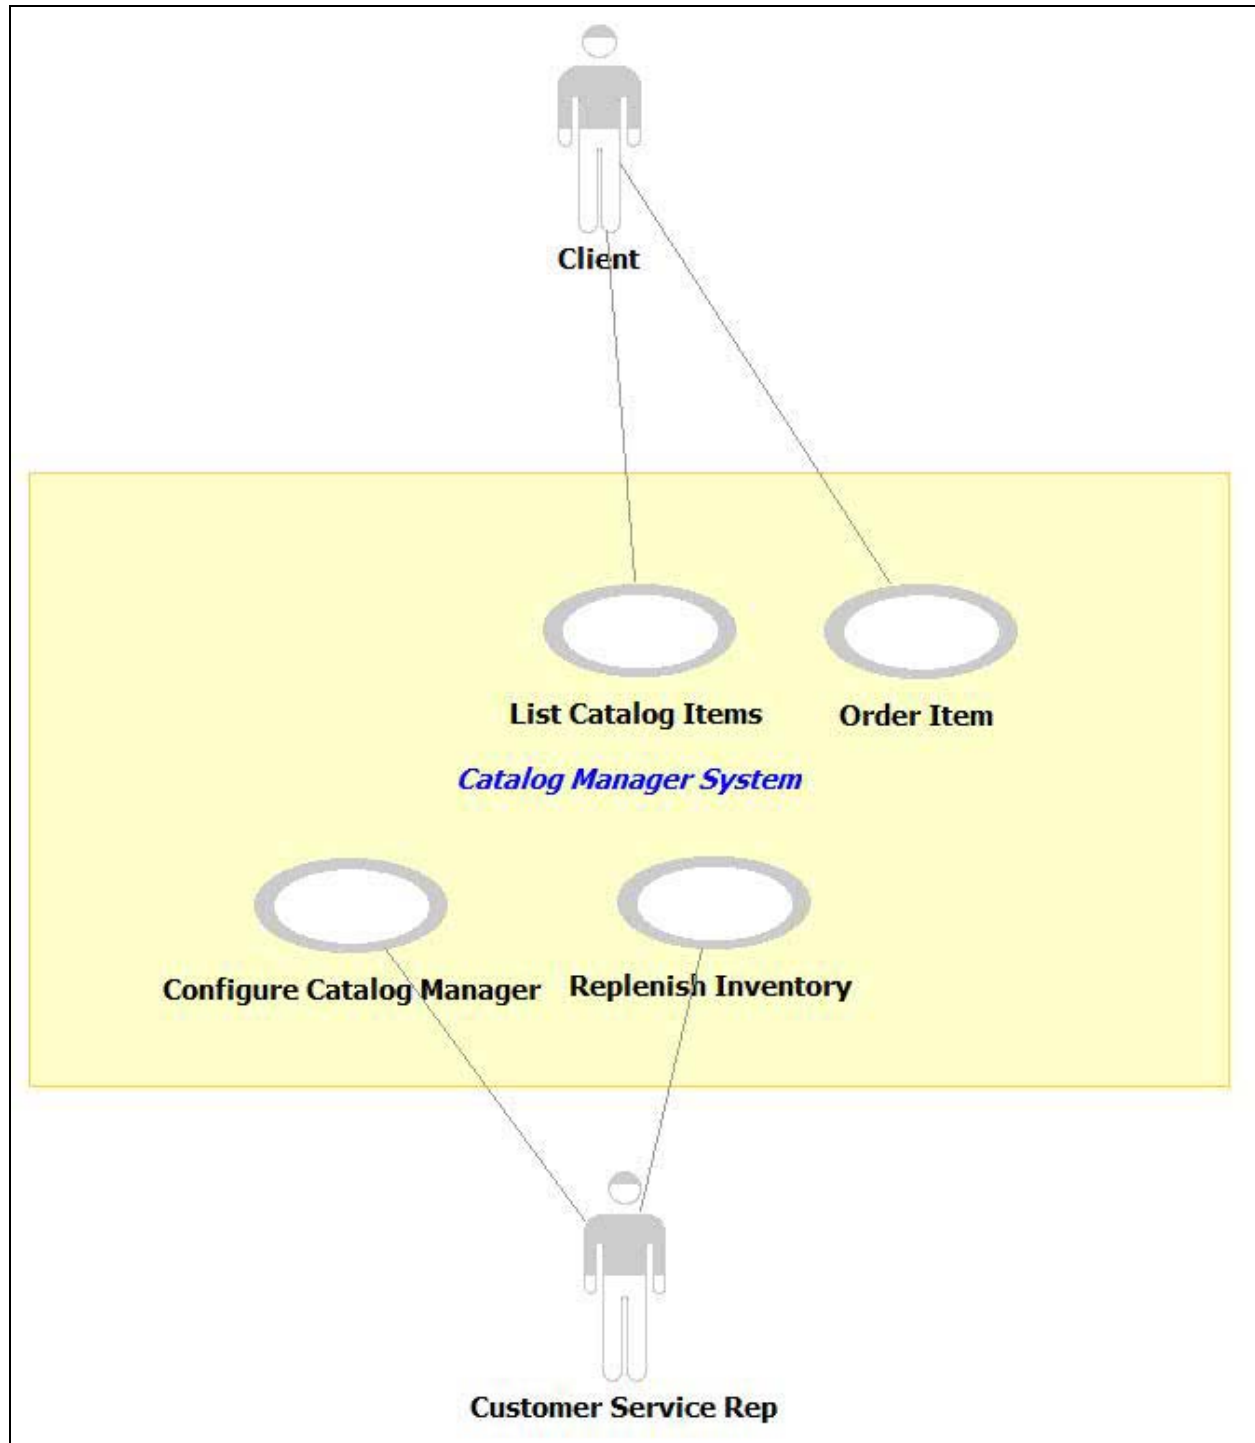 Client
List Catalog Items
Order Item
Catalog Manager System
Configure Catalog Manager
Replenish Inventory
Customer Service Rep